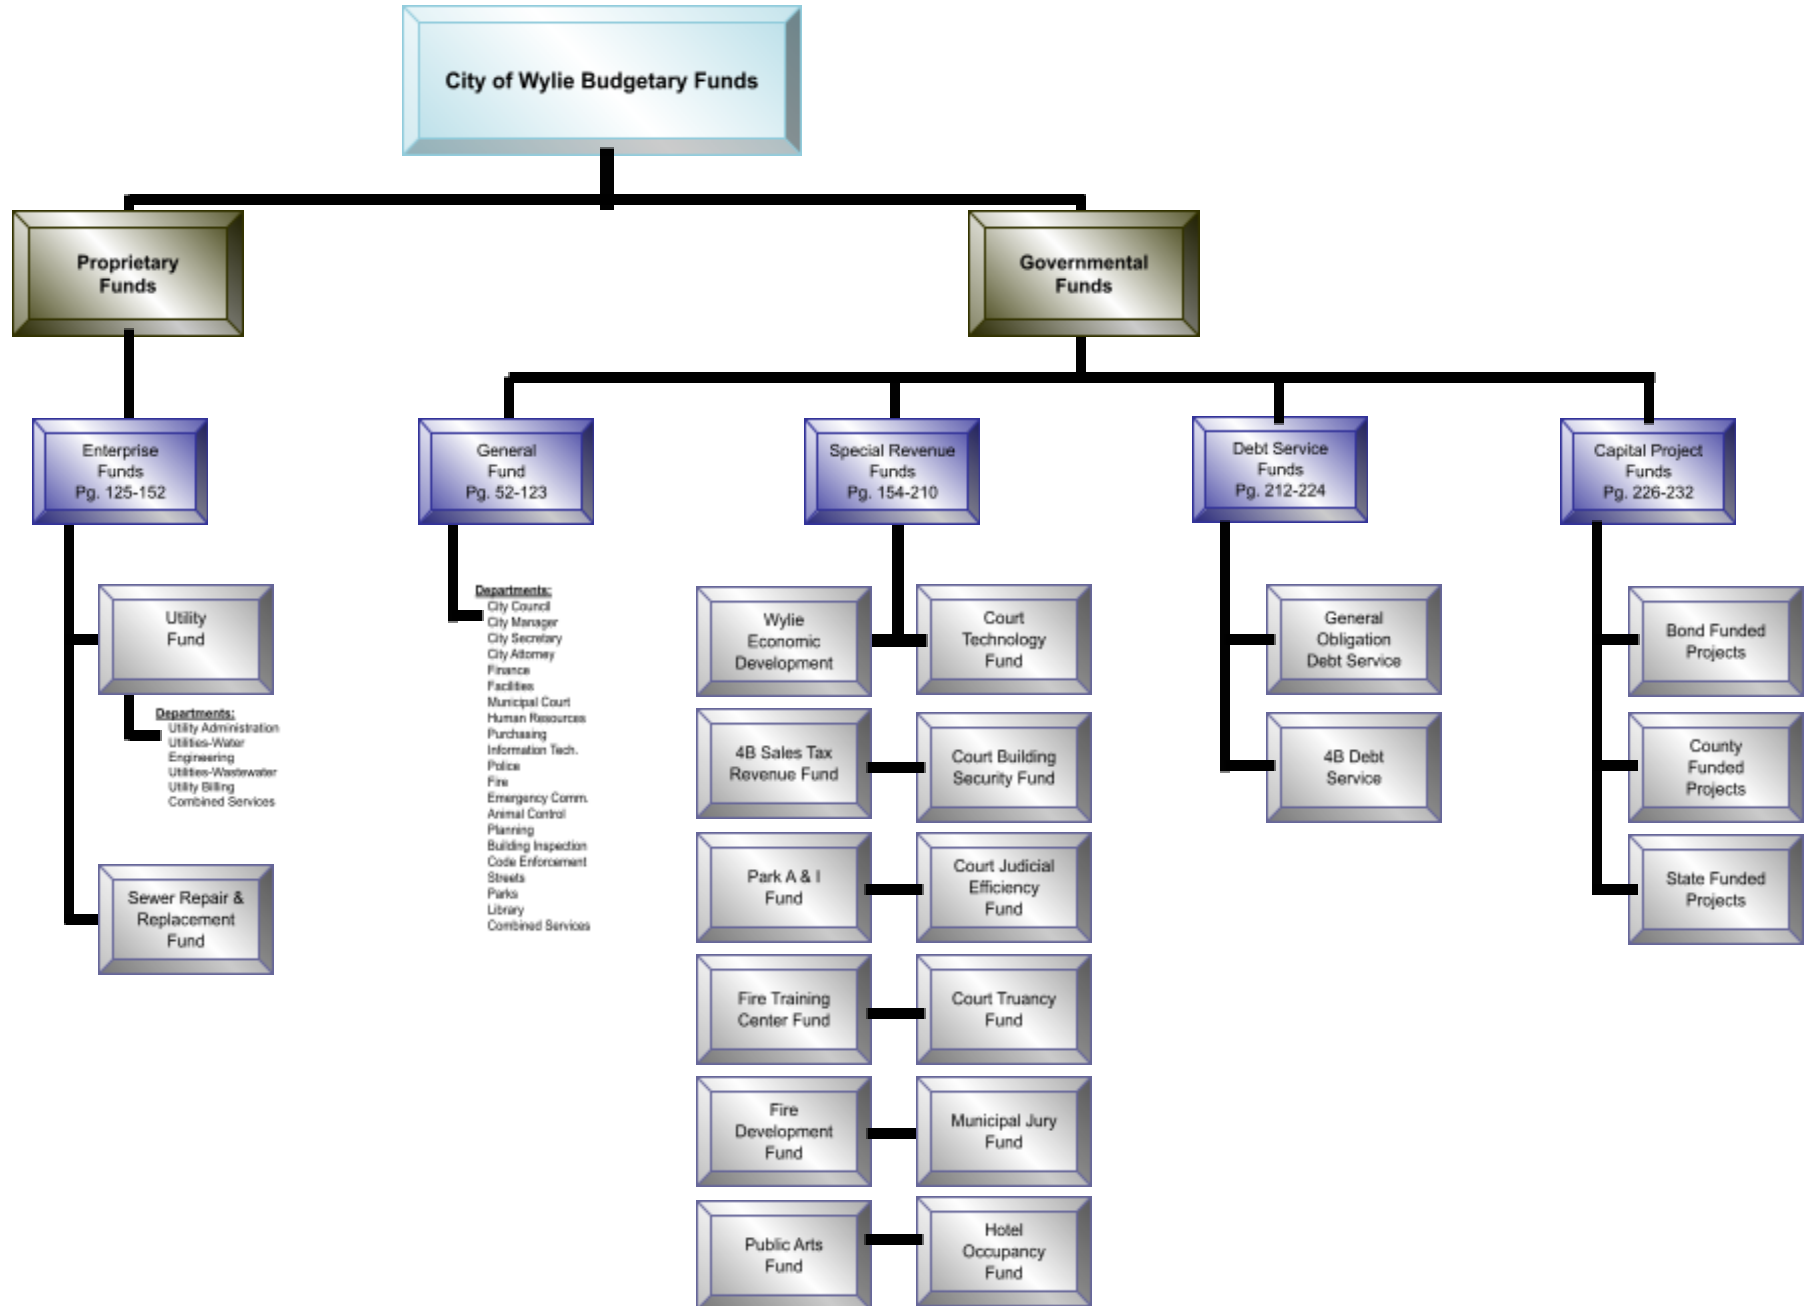 City of Wylie Budgetary Funds
Proprietary
Funds
Governmental
Funds
Enterprise
Funds
Pg. 125-152
General
Fund
Pg. 52-123
Special Revenue
Funds
Pg. 154-210
Debt Service
Funds
Pg. 212-224
Capital Project
Funds
Pg. 226-232
Utility
Fund
Departments:
Utility Administration
Utilities-Water
Engineering
Utilities-Wastewater
Utility Billing
Combined Services
Sewer Repair &
Replacement
Fund
Departments:
City Council
City Manager
City Secretary
City Attorney
Finance
Facilities
Municipal Court
Human Resources
Purchasing
Information Tech.
Police
Fire
Emergency Comm.
Animal Control
Planning
Building Inspection
Code Enforcement
Streets
Parks
Library
Combined Services
Wylie
Economic
Development
Court
Technology
Fund
4B Sales Tax
Revenue Fund
Court Building
Security Fund
Park A & I
Fund
Court Judicial
Efficiency
Fund
Fire Training
Center Fund
Court Truancy
Fund
Fire
Development
Fund
Municipal Jury
Fund
Public Arts
Fund
Hotel
Occupancy
Fund
General
Obligation
Debt Service
4B Debt
Service
Bond Funded
Projects
County
Funded
Projects
State Funded
Projects